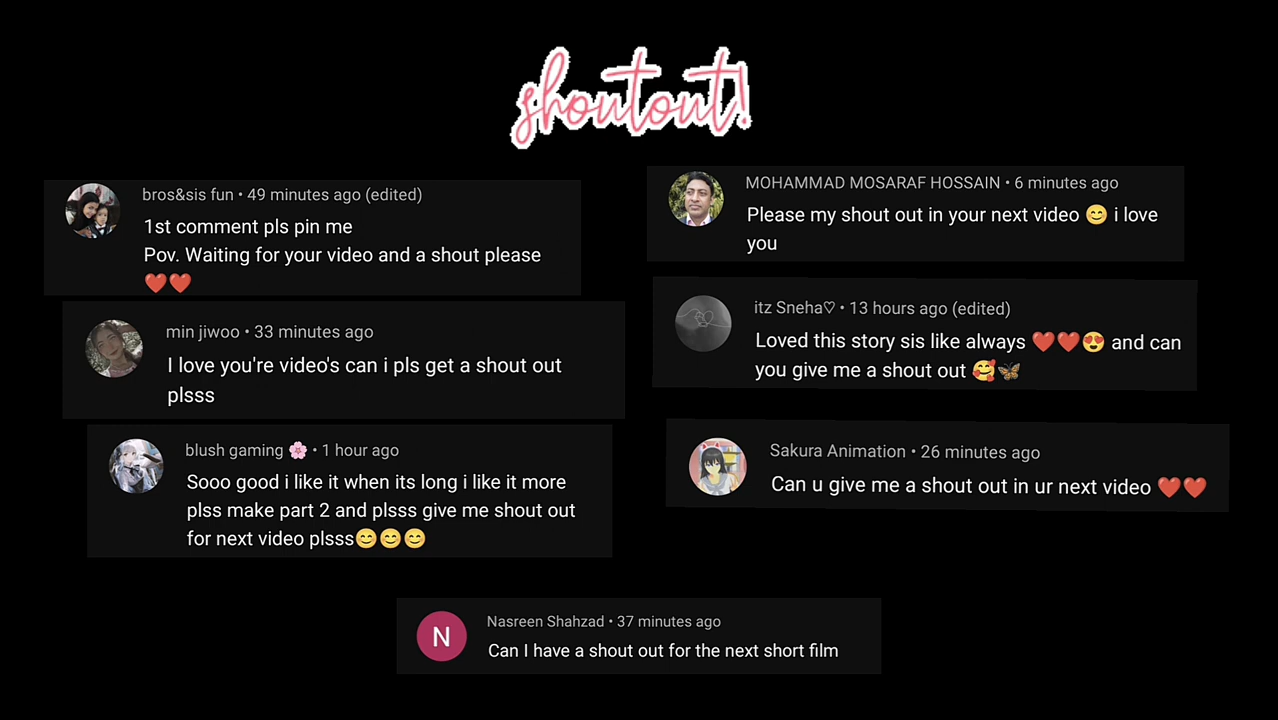 shoutout!
bros&sis fun • 49 minutes ago (edited)
1st comment pls pin me
Pov. Waiting for your video and a shout please
❤️❤️
min jiwoo • 33 minutes ago
I love you're video's can i pls get a shout out
plsss
blush gaming 🌸 • 1 hour ago
Sooo good i like it when its long i like it more
plss make part 2 and plsss give me shout out
for next video plsss😊😊😊
MOHAMMAD MOSARAF HOSSAIN • 6 minutes ago
Please my shout out in your next video 😊 i love
you
itz Sneha♡ • 13 hours ago (edited)
Loved this story sis like always ❤️❤️😍 and can
you give me a shout out 🥰🦋
Sakura Animation • 26 minutes ago
Can u give me a shout out in ur next video ❤️❤️
N
Nasreen Shahzad • 37 minutes ago
Can I have a shout out for the next short film